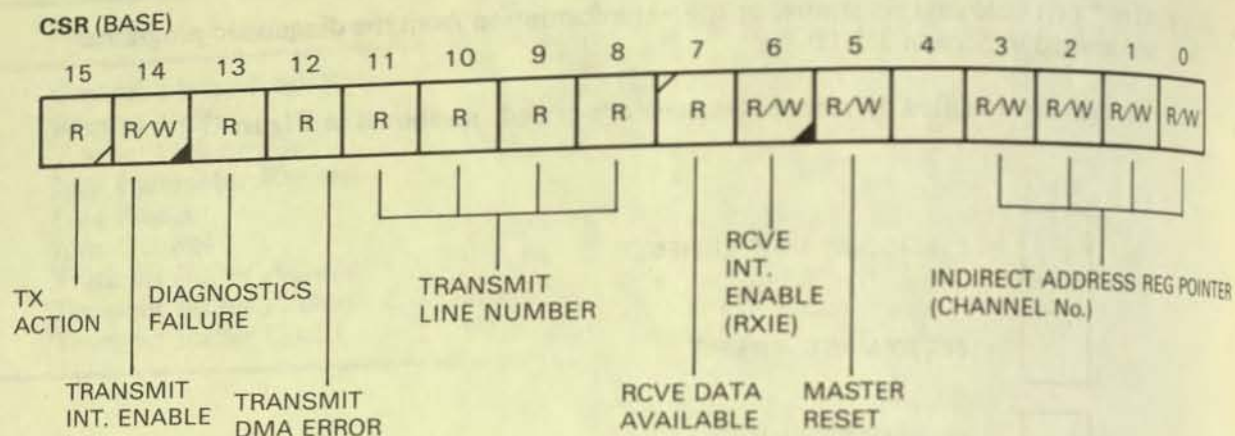 CSR (BASE)
15 14 13 12 11 10 9 8 7 6 5 4 3 2 1 0
R R/W R R R R R R R R/W R/W R/W R/W R/W R/W
TX
ACTION
TRANSMIT
INT. ENABLE
DIAGNOSTICS
FAILURE
TRANSMIT
DMA ERROR
TRANSMIT
LINE NUMBER
RCVE DATA
AVAILABLE
RCVE
INT.
ENABLE
(RXIE)
MASTER
RESET
INDIRECT ADDRESS REG POINTER
(CHANNEL No.)